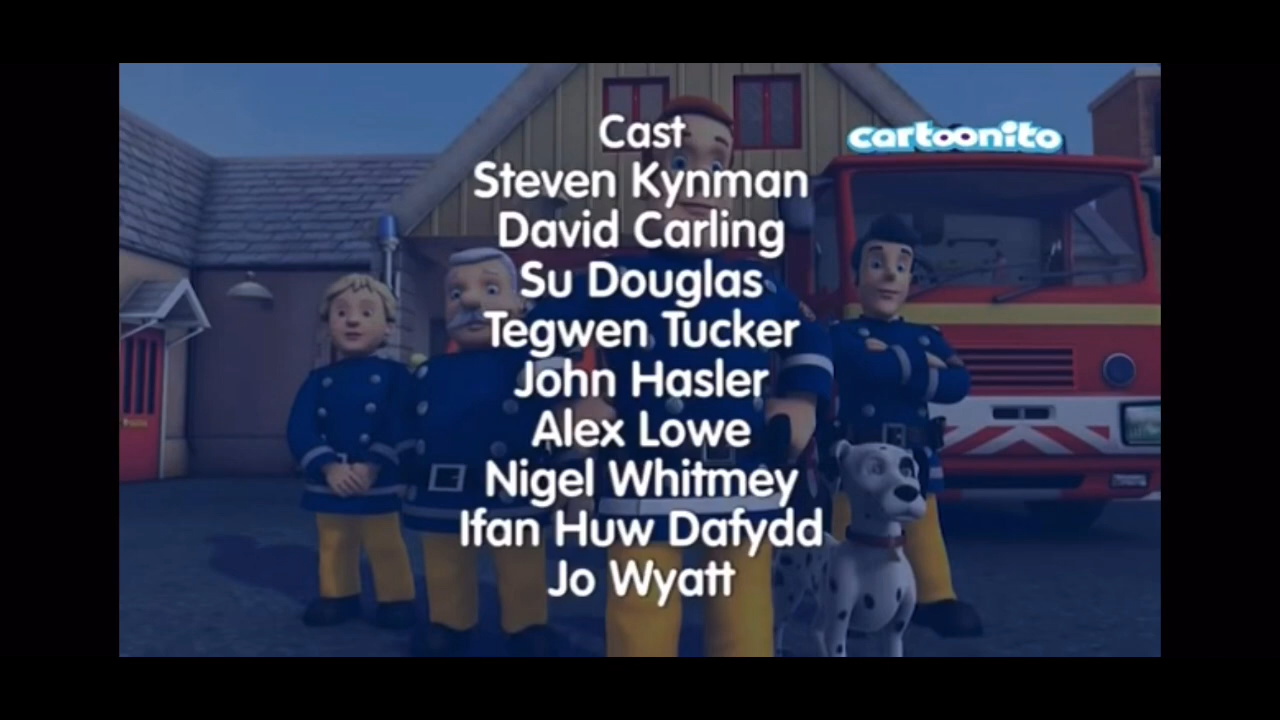 Cast
cartoonito
Steven Kynman
David Carling
Su Douglas
Tegwen Tucker
John Hasler
Alex Lowe
Nigel Whitmey
Ifan Huw Dafydd
Jo Wyatt